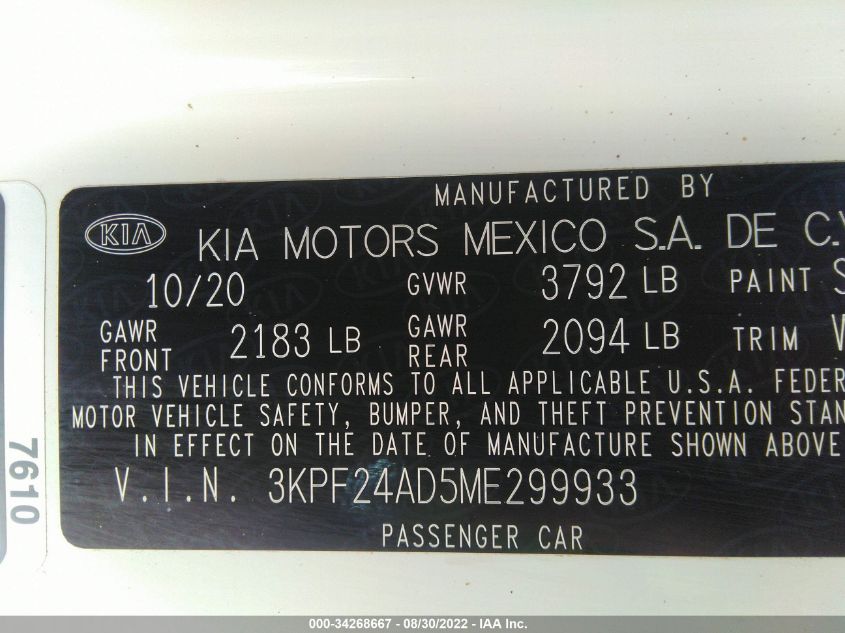 MANUFACTURED BY
KIA KIA MOTORS MEXICO S.A. DE C.V
10/20 GVWR 3792 LB PAINT S
GAWR FRONT 2183 LB GAWR REAR 2094 LB TRIM W
THIS VEHICLE CONFORMS TO ALL APPLICABLE U.S.A. FEDER
MOTOR VEHICLE SAFETY, BUMPER, AND THEFT PREVENTION STAN
IN EFFECT ON THE DATE OF MANUFACTURE SHOWN ABOVE
V.I.N. 3KPF24AD5ME299933
PASSENGER CAR
7610
000-34268667 - 08/30/2022 - IAA Inc.